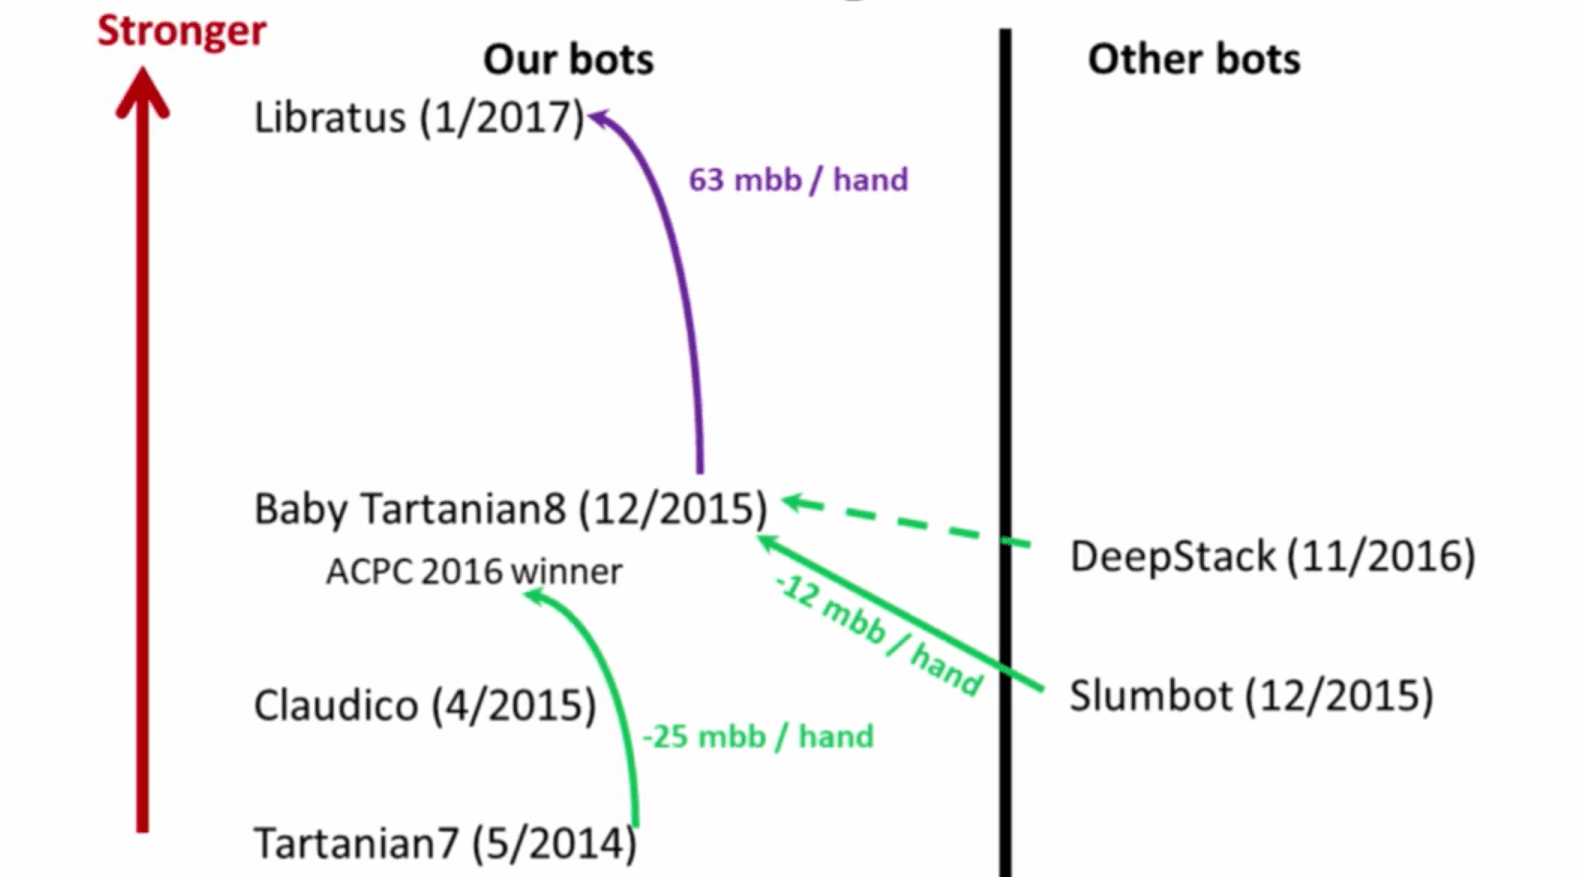 Stronger
Our bots
Other bots
Libratus (1/2017)
63 mbb / hand
Baby Tartanian8 (12/2015)
ACPC 2016 winner
DeepStack (11/2016)
-12 mbb / hand
Slumbot (12/2015)
Claudico (4/2015)
-25 mbb / hand
Tartanian7 (5/2014)